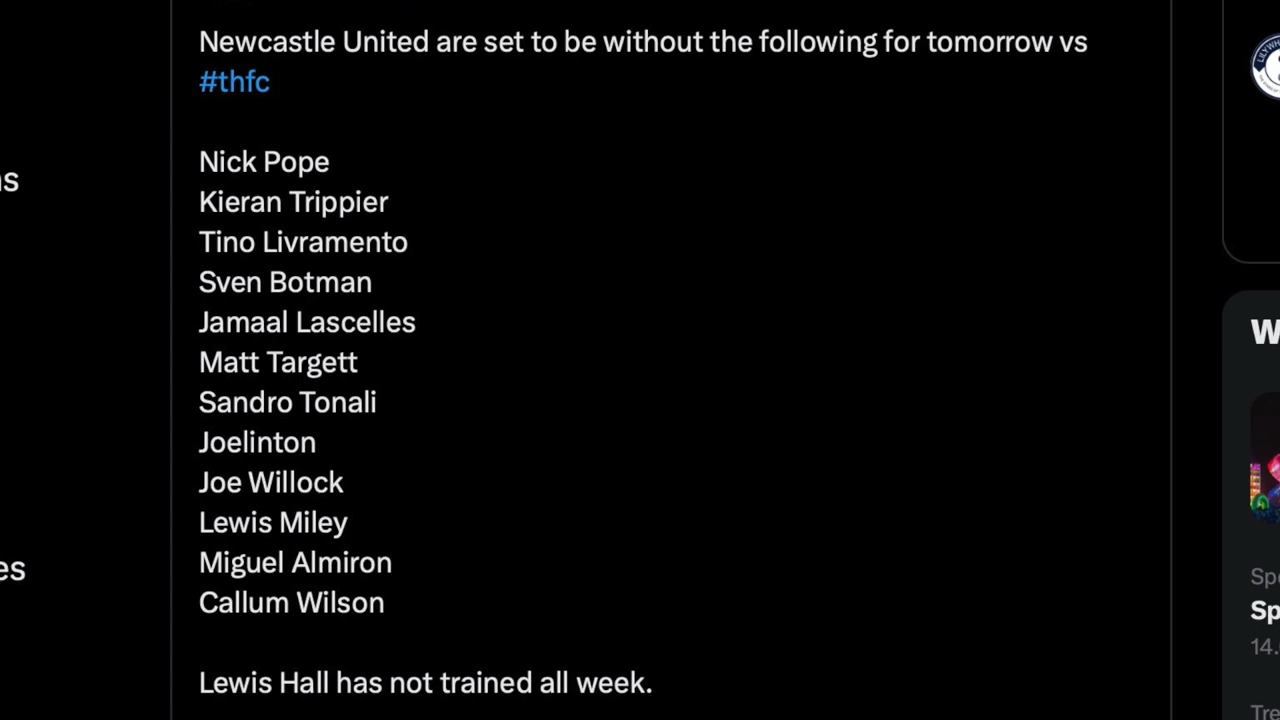 Newcastle United are set to be without the following for tomorrow vs
#thfc
Nick Pope
Kieran Trippier
Tino Livramento
Sven Botman
Jamaal Lascelles
Matt Targett
Sandro Tonali
Joelinton
Joe Willock
Lewis Miley
Miguel Almiron
Callum Wilson
Lewis Hall has not trained all week.